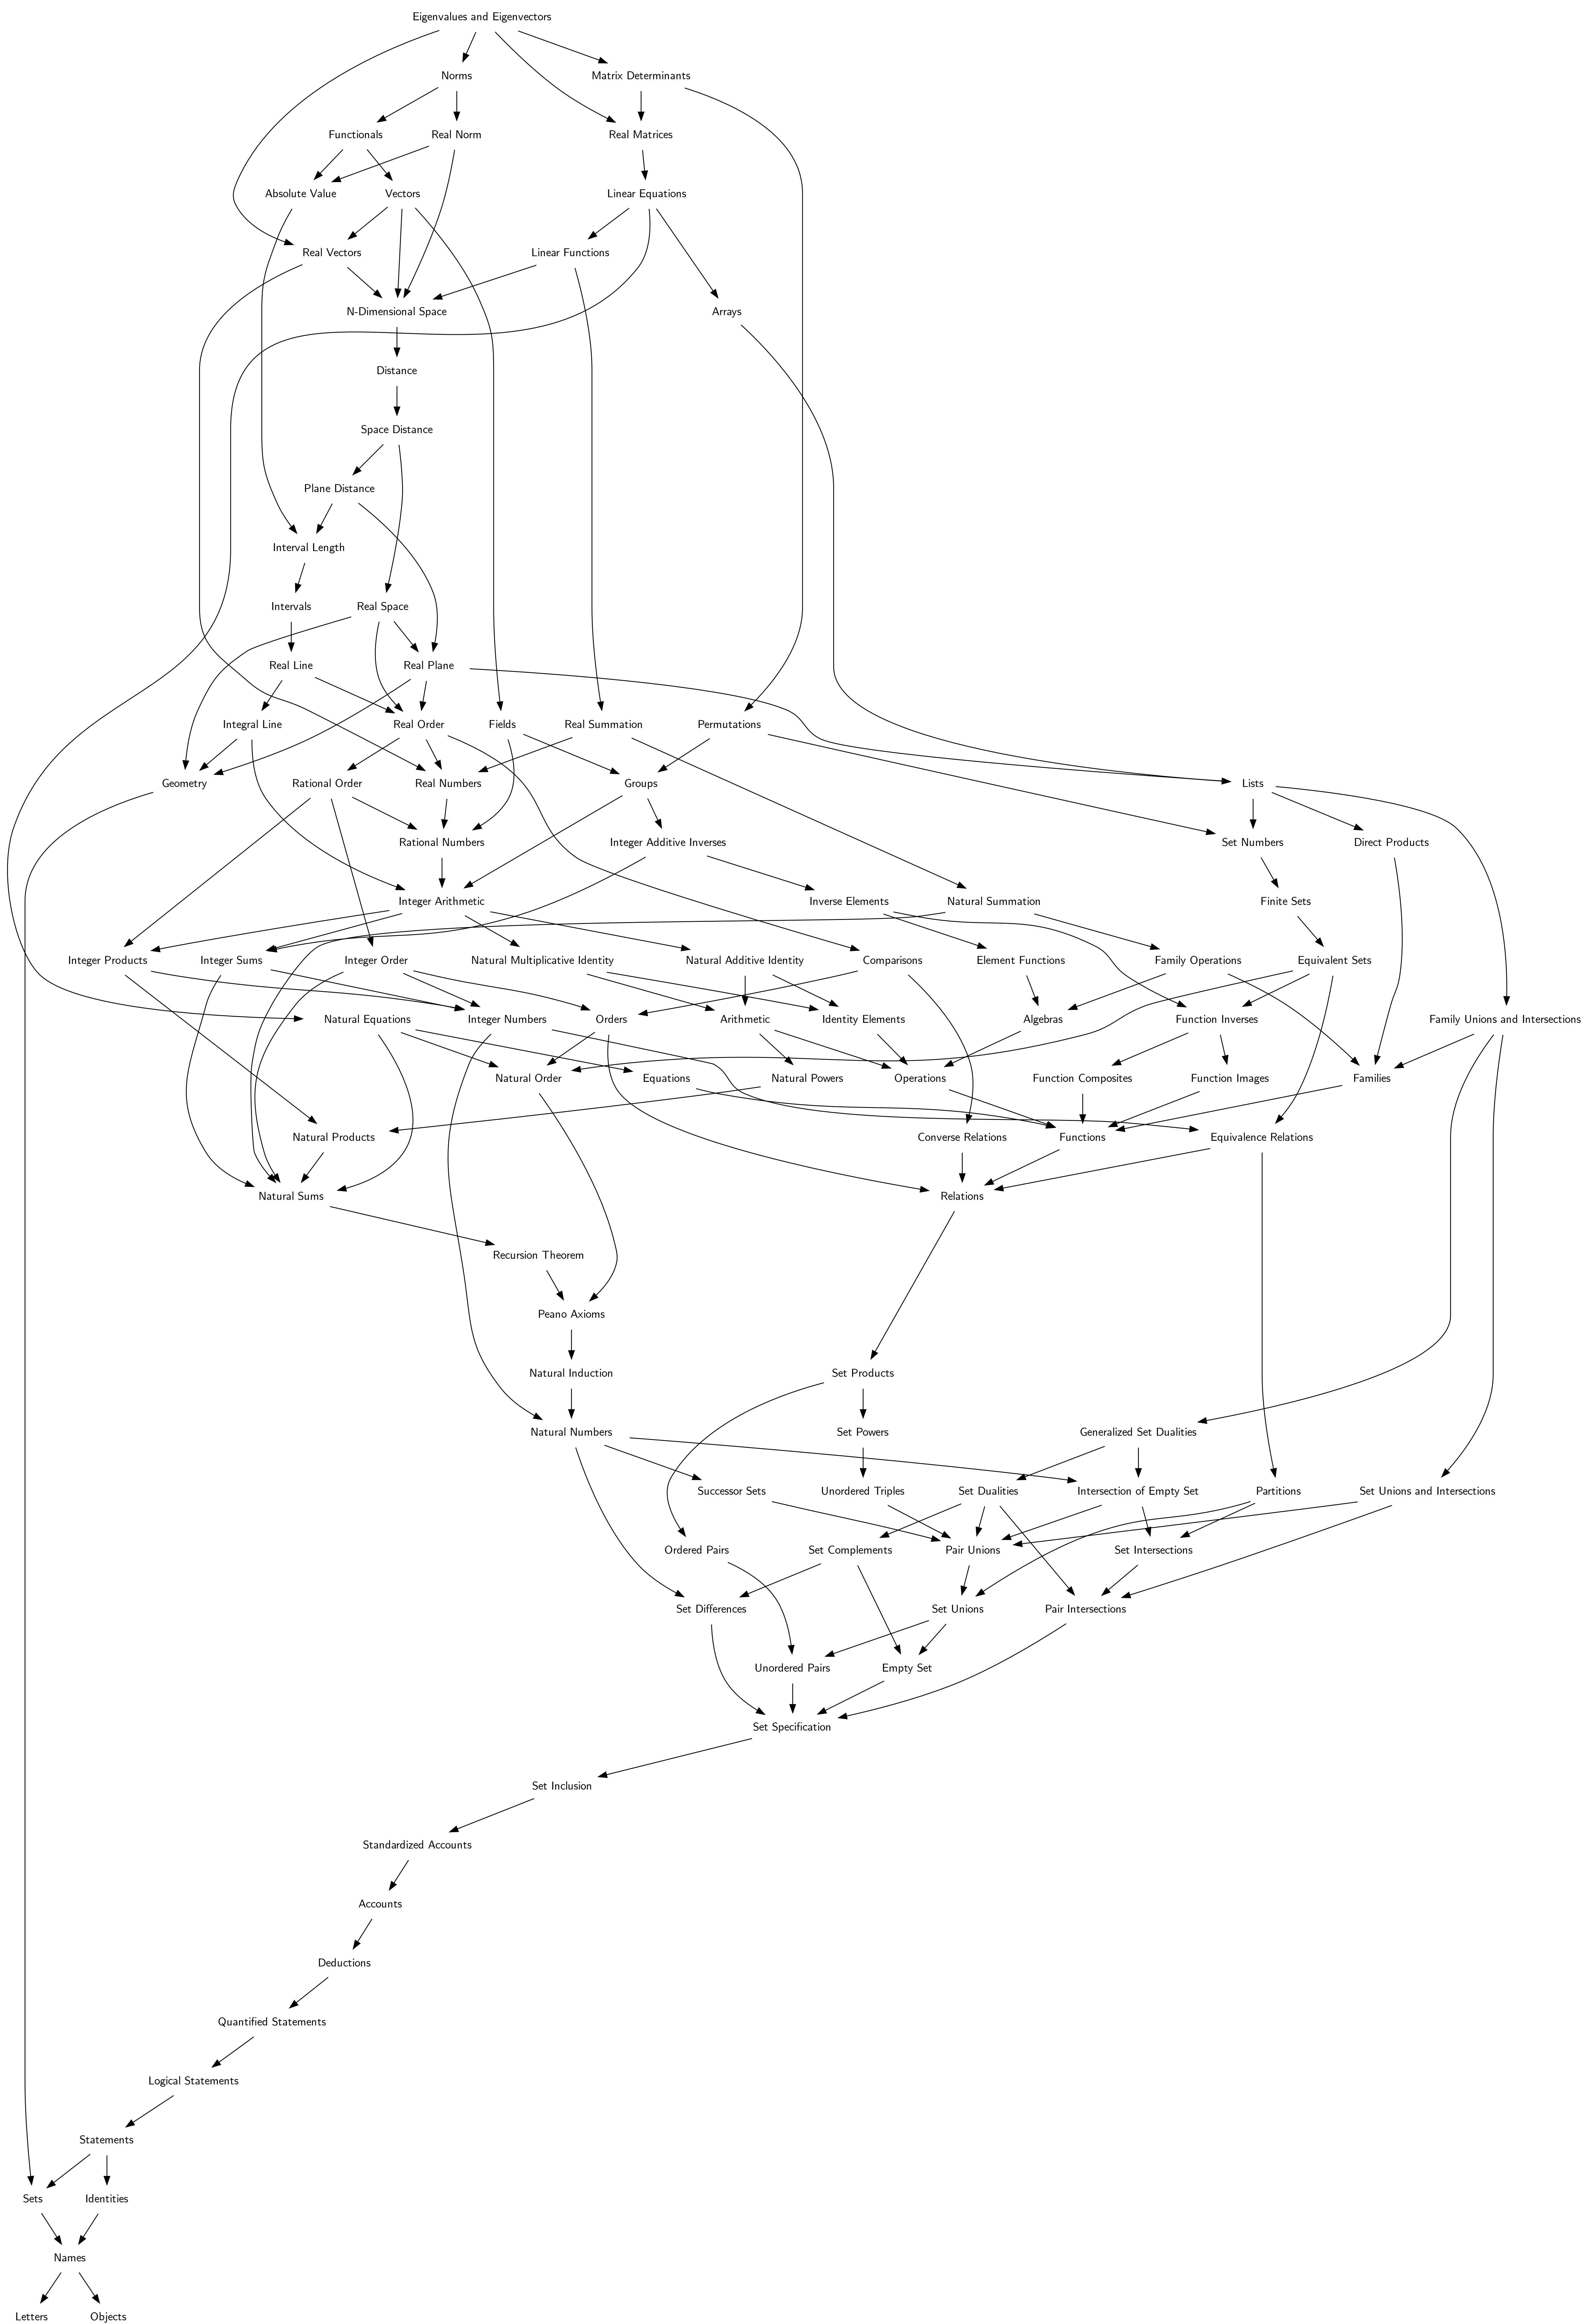 Eigenvalues and Eigenvectors
Norms
Matrix Determinants
Functionals
Real Norm
Real Matrices
Absolute Value
Vectors
Linear Equations
Real Vectors
Linear Functions
N-Dimensional Space
Arrays
Distance
Space Distance
Plane Distance
Interval Length
Intervals
Real Space
Real Line
Real Plane
Integral Line
Real Order
Fields
Real Summation
Permutations
Geometry
Rational Order
Real Numbers
Groups
Lists
Rational Numbers
Integer Additive Inverses
Set Numbers
Direct Products
Integer Arithmetic
Inverse Elements
Natural Summation
Finite Sets
Integer Products
Integer Sums
Integer Order
Natural Multiplicative Identity
Natural Additive Identity
Comparisons
Element Functions
Family Operations
Equivalent Sets
Natural Equations
Integer Numbers
Orders
Arithmetic
Identity Elements
Algebras
Function Inverses
Family Unions and Intersections
Natural Order
Equations
Natural Powers
Operations
Function Composites
Function Images
Families
Natural Products
Converse Relations
Functions
Equivalence Relations
Natural Sums
Relations
Recursion Theorem
Peano Axioms
Natural Induction
Set Products
Natural Numbers
Set Powers
Generalized Set Dualities
Successor Sets
Unordered Triples
Set Dualities
Intersection of Empty Set
Partitions
Set Unions and Intersections
Ordered Pairs
Set Complements
Pair Unions
Set Intersections
Set Differences
Set Unions
Pair Intersections
Unordered Pairs
Empty Set
Set Specification
Set Inclusion
Standardized Accounts
Accounts
Deductions
Quantified Statements
Logical Statements
Statements
Sets
Identities
Names
Letters
Objects